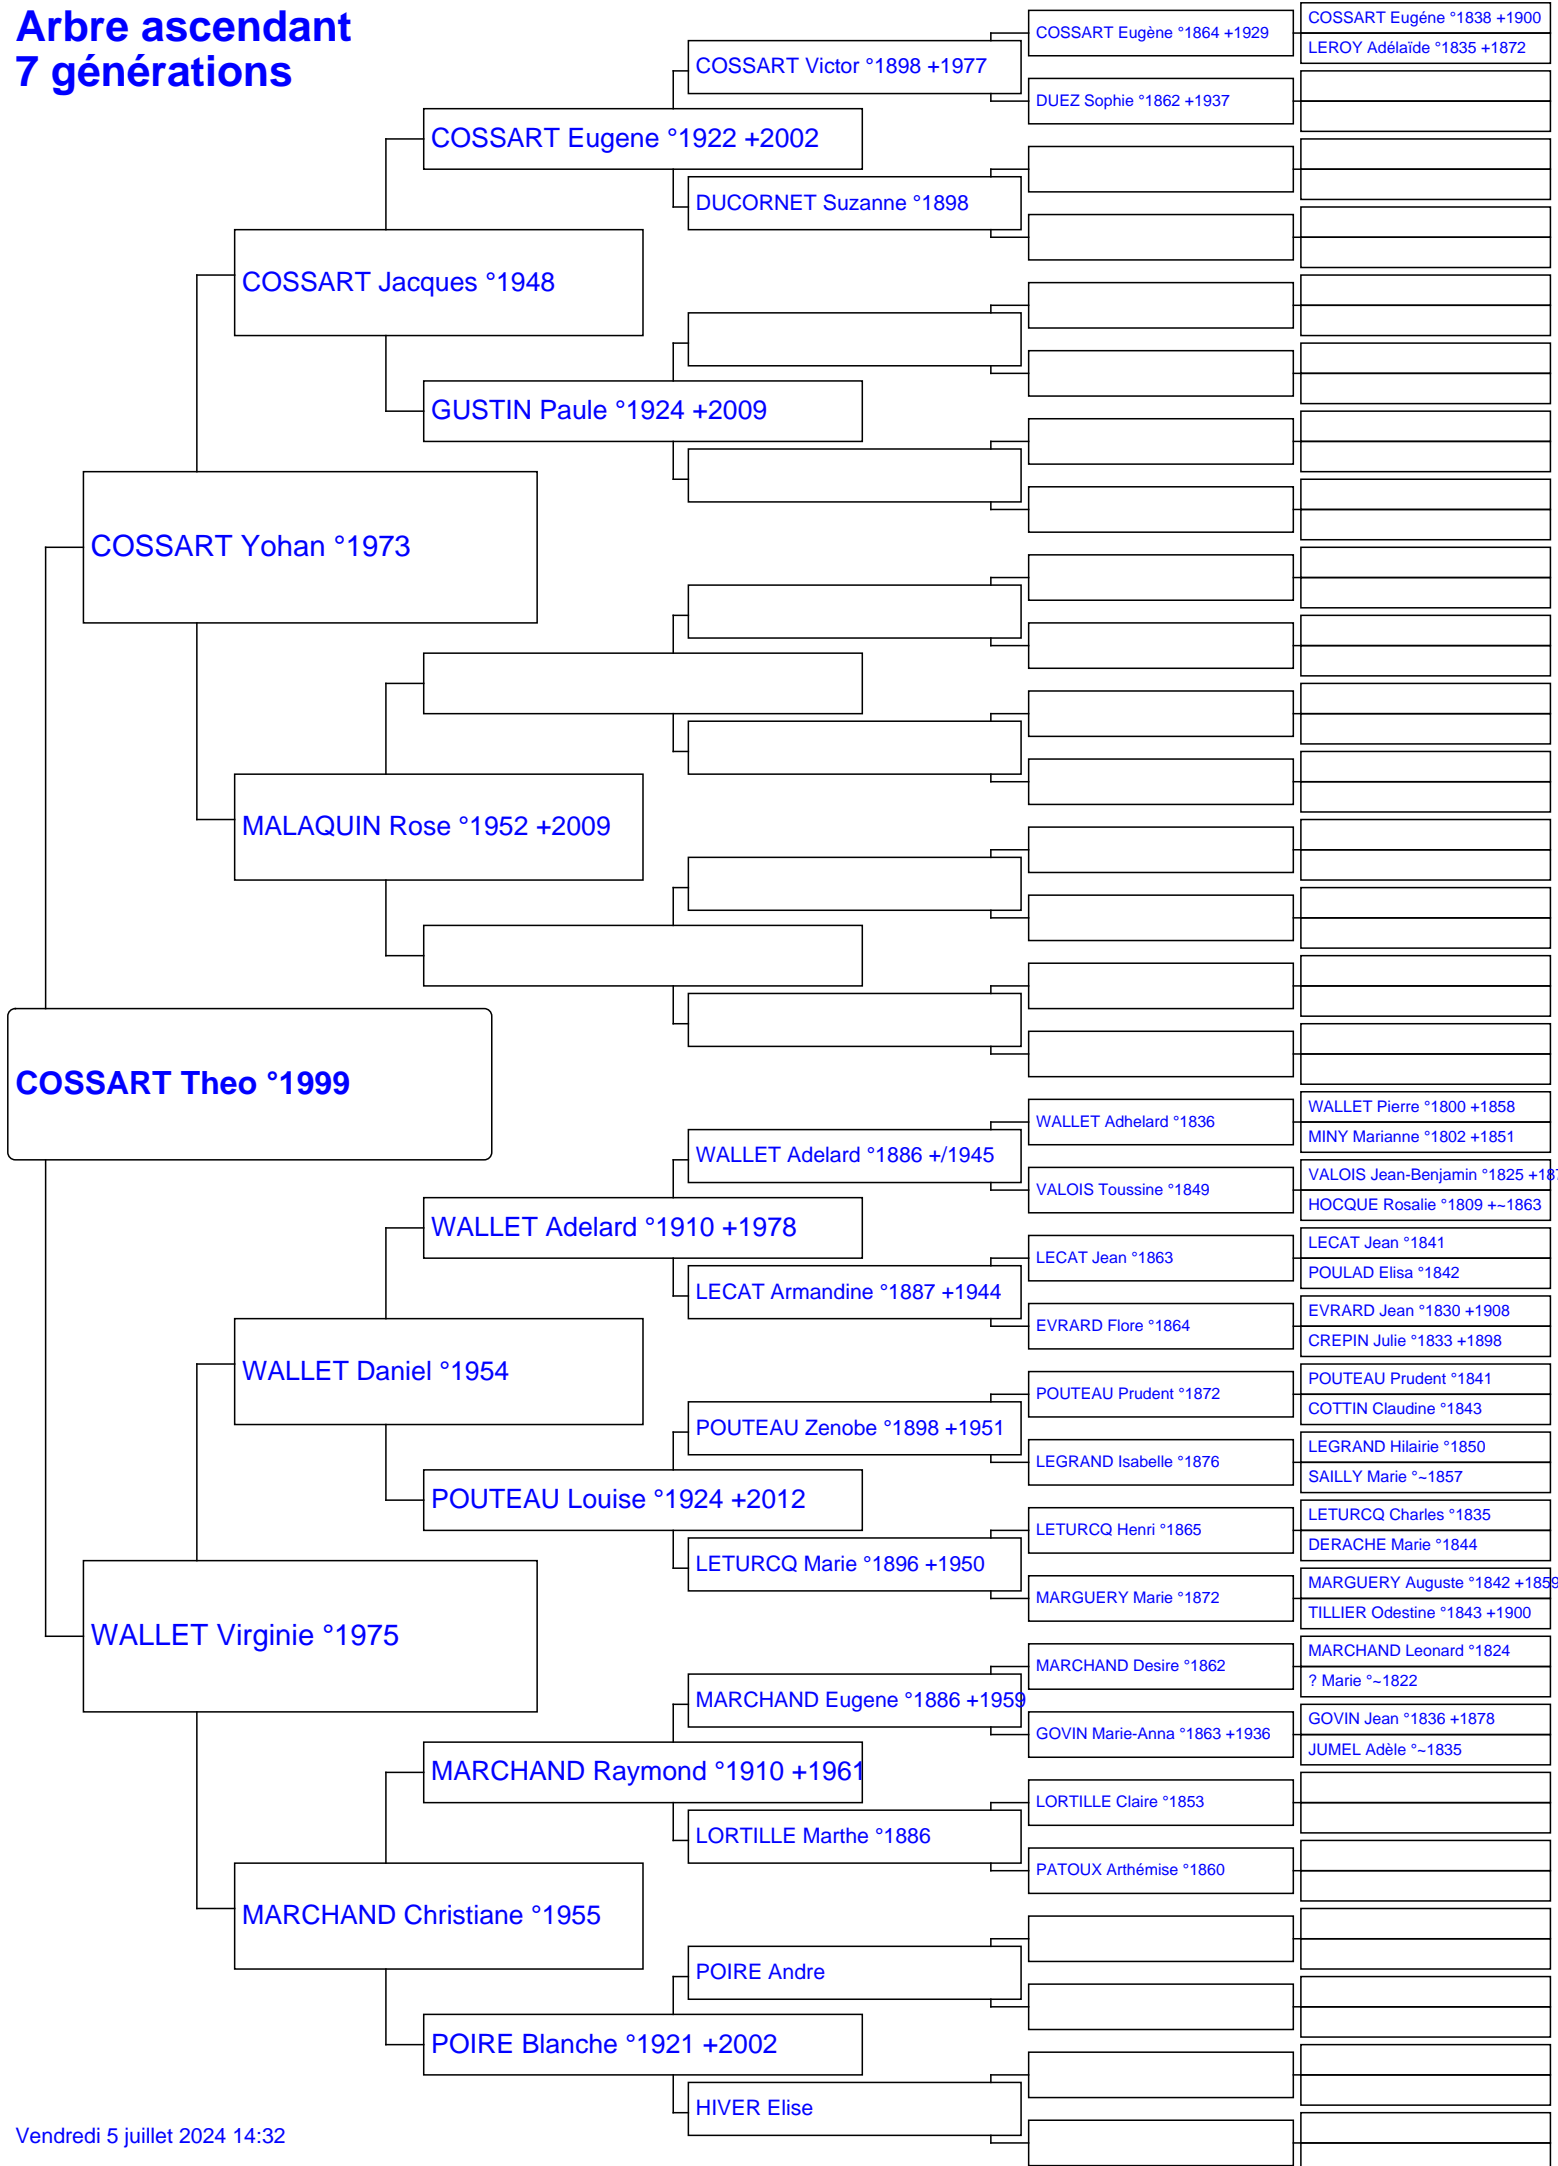 Arbre ascendant
7 générations
COSSART Eugéne °1838 +1900
COSSART Eugène °1864 +1929
LEROY Adélaïde °1835 +1872
COSSART Victor °1898 +1977
DUEZ Sophie °1862 +1937
COSSART Eugene °1922 +2002
DUCORNET Suzanne °1898
COSSART Jacques °1948
GUSTIN Paule °1924 +2009
COSSART Yohan °1973
MALAQUIN Rose °1952 +2009
COSSART Theo °1999
WALLET Pierre °1800 +1858
WALLET Adhelard °1836
MINY Marianne °1802 +1851
WALLET Adelard °1886 +/1945
VALOIS Jean-Benjamin °1825 +187
VALOIS Toussine °1849
HOCQUE Rosalie °1809 +~1863
WALLET Adelard °1910 +1978
LECAT Jean °1841
LECAT Jean °1863
POULAD Elisa °1842
LECAT Armandine °1887 +1944
EVRARD Jean °1830 +1908
EVRARD Flore °1864
CREPIN Julie °1833 +1898
WALLET Daniel °1954
POUTEAU Prudent °1841
POUTEAU Prudent °1872
COTTIN Claudine °1843
POUTEAU Zenobe °1898 +1951
LEGRAND Hilairie °1850
LEGRAND Isabelle °1876
SAILLY Marie °~1857
POUTEAU Louise °1924 +2012
LETURCQ Charles °1835
LETURCQ Henri °1865
DERACHE Marie °1844
LETURCQ Marie °1896 +1950
MARGUERY Auguste °1842 +1859
MARGUERY Marie °1872
TILLIER Odestine °1843 +1900
WALLET Virginie °1975
MARCHAND Leonard °1824
MARCHAND Desire °1862
? Marie °~1822
MARCHAND Eugene °1886 +1959
GOVIN Jean °1836 +1878
GOVIN Marie-Anna °1863 +1936
JUMEL Adèle °~1835
MARCHAND Raymond °1910 +1961
LORTILLE Claire °1853
LORTILLE Marthe °1886
PATOUX Arthémise °1860
MARCHAND Christiane °1955
POIRE Andre
POIRE Blanche °1921 +2002
HIVER Elise
Vendredi 5 juillet 2024 14:32